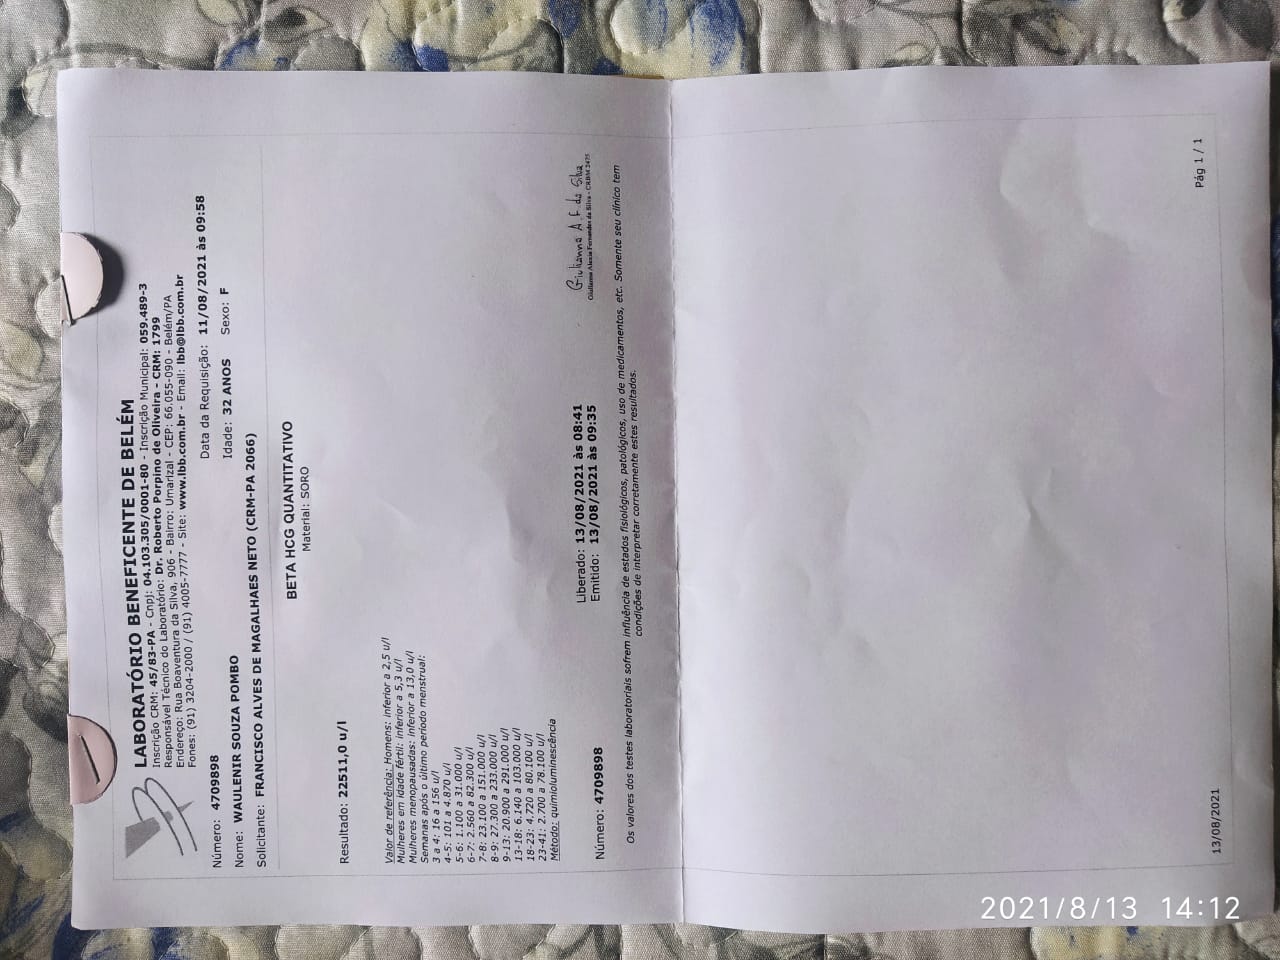 LABORATÓRIO BENEFICENTE DE BELÉM
Inscrição CRM: 45/83-PA - Cnpj: 04.103.305/0001-80 - Inscrição Municipal: 059.489-3
Responsável Técnico do Laboratório: Dr. Roberto Porpino de Oliveira - CRM: 1799
Endereço: Rua Boaventura da Silva, 906 - Bairro: Umarizal - CEP: 66.055-090 - Belém/PA
Fones: (91) 3204-2000 / (91) 4005-7777 - Site: www.lbb.com.br - Email: lbb@lbb.com.br
Número: 4709898 Data da Requisição: 11/08/2021 às 09:58
Nome: WAULENIR SOUZA POMBO Idade: 32 ANOS Sexo: F
Solicitante: FRANCISCO ALVES DE MAGALHAES NETO (CRM-PA 2066)
BETA HCG QUANTITATIVO
Material: SORO
Resultado: 22511,0 u/l
Valor de referência: Homens: inferior a 2,5 u/l
Mulheres em idade fértil: inferior a 5,3 u/l
Mulheres menopausadas: inferior a 13,0 u/l
Semanas após o último período menstrual:
3 a 4: 16 a 156 u/l
4-5: 101 a 4.870 u/l
5-6: 1.100 a 31.000 u/l
6-7: 2.560 a 82.300 u/l
7-8: 23.100 a 151.000 u/l
8-9: 27.300 a 233.000 u/l
9-13: 20.900 a 291.000 u/l
13-18: 6.140 a 103.000 u/l
18-23: 4.720 a 80.100 u/l
23-41: 2.700 a 78.100 u/l
Método: quimioluminescência
Giulianna A. F. da Silva
Giulianna Alexia Fernandes da Silva - CRBM 2475
Liberado: 13/08/2021 às 08:41
Número: 4709898 Emitido: 13/08/2021 às 09:35
Os valores dos testes laboratoriais sofrem influência de estados fisiológicos, patológicos, uso de medicamentos, etc. Somente seu clínico tem
condições de interpretar corretamente estes resultados.
Pág 1 / 1
13/08/2021
2021/8/13 14:12